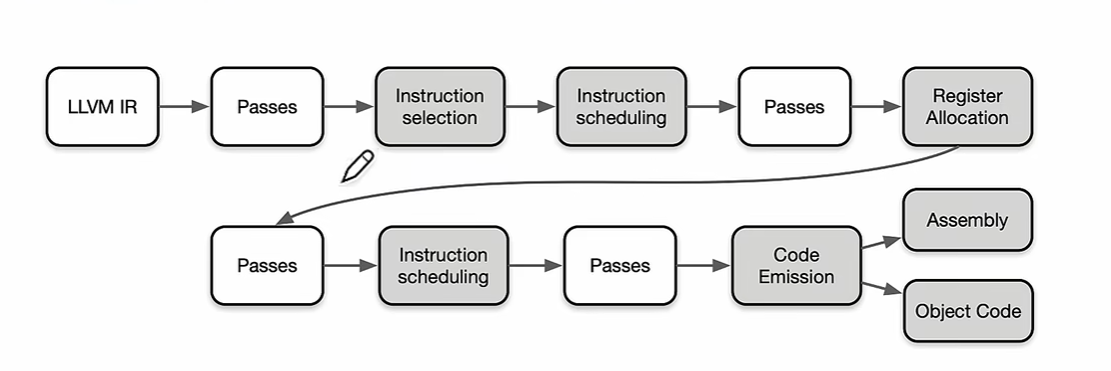 LLVM IR
Passes
Instruction
selection
Instruction
scheduling
Passes
Register
Allocation
Passes
Instruction
scheduling
Passes
Code
Emission
Assembly
Object Code